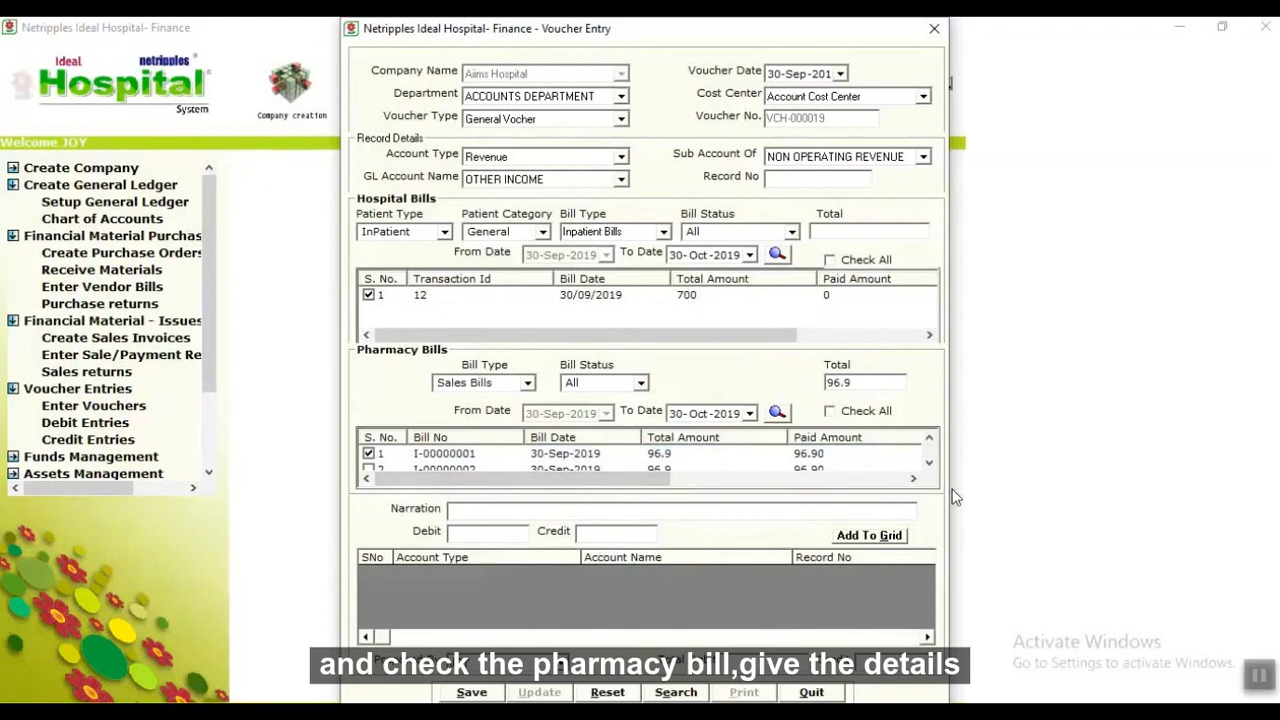 Netripples Ideal Hospital- Finance
Netripples Ideal Hospital- Finance - Voucher Entry
Ideal netripples®
Hospital
System
Company creation
Welcome JOY
Create Company
Create General Ledger
Setup General Ledger
Chart of Accounts
Financial Material Purchas
Create Purchase Orders
Receive Materials
Enter Vendor Bills
Purchase returns
Financial Material - Issues
Create Sales Invoices
Enter Sale/Payment Re
Sales returns
Voucher Entries
Enter Vouchers
Debit Entries
Credit Entries
Funds Management
Assets Management
Company Name Aiims Hospital Voucher Date 30-Sep-201
Department ACCOUNTS DEPARTMENT Cost Center Account Cost Center
Voucher Type General Vocher Voucher No. VCH-000019
Record Details
Account Type Revenue Sub Account Of NON OPERATING REVENUE
GL Account Name OTHER INCOME Record No
Hospital Bills
Patient Type Patient Category Bill Type Bill Status Total
InPatient General Inpatient Bills All
From Date 30-Sep-2019 To Date 30-Oct-2019 Check All
S. No. Transaction Id Bill Date Total Amount Paid Amount
1 12 30/09/2019 700 0
Pharmacy Bills
Bill Type Bill Status Total
Sales Bills All 96.9
From Date 30-Sep-2019 To Date 30-Oct-2019 Check All
S. No. Bill No Bill Date Total Amount Paid Amount
1 I-00000001 30-Sep-2019 96.9 96.90
2 I-00000002 30-Sep-2019 96.9 96.90
Narration
Debit Credit Add To Grid
SNo Account Type Account Name Record No
and check the pharmacy bill,give the details
Save Update Reset Search Print Quit
Activate Windows
Go to Settings to activate Windows.